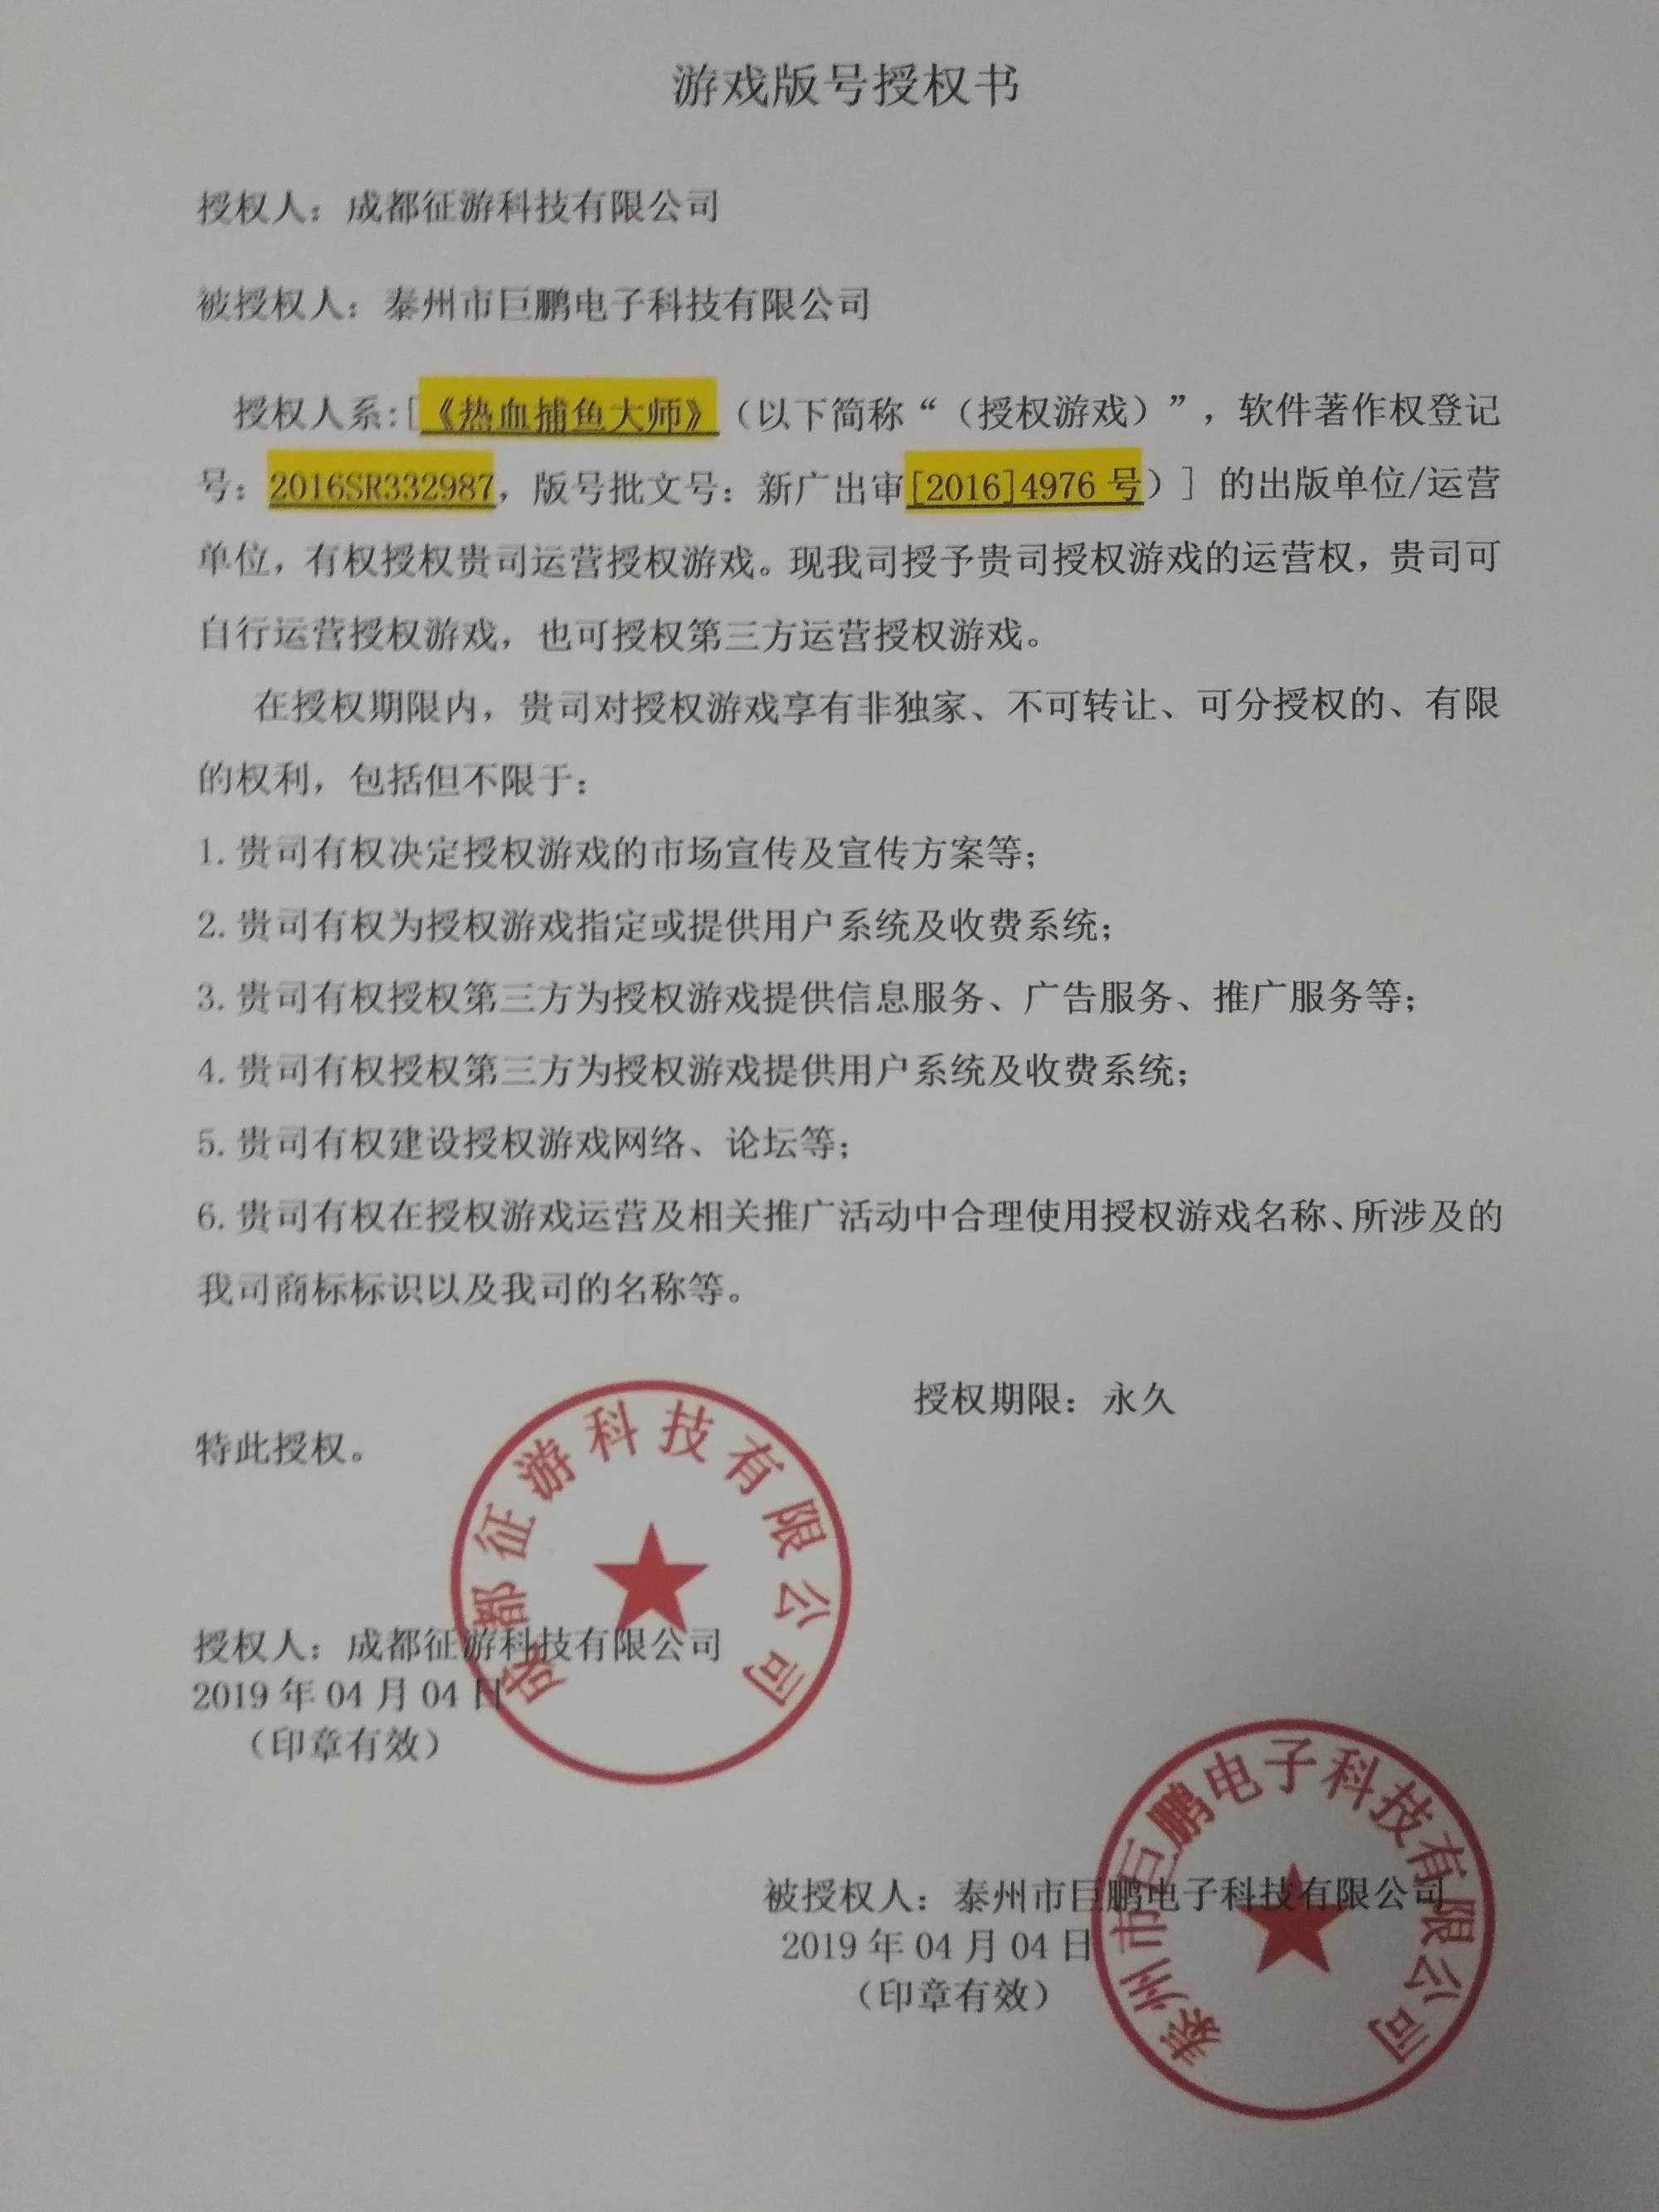 游戏版号授权书
授权人：成都征游科技有限公司
被授权人：泰州市巨鹏电子科技有限公司
授权人系:[《热血捕鱼大师》（以下简称“（授权游戏）”，软件著作权登记
号：2016SR332987，版号批文号：新广出审[2016]4976 号）] 的出版单位/运营
单位，有权授权贵司运营授权游戏。现我司授予贵司授权游戏的运营权，贵司可
自行运营授权游戏，也可授权第三方运营授权游戏。
在授权期限内，贵司对授权游戏享有非独家、不可转让、可分授权的、有限
的权利，包括但不限于：
1. 贵司有权决定授权游戏的市场宣传及宣传方案等；
2. 贵司有权为授权游戏指定或提供用户系统及收费系统；
3. 贵司有权授权第三方为授权游戏提供信息服务、广告服务、推广服务等；
4. 贵司有权授权第三方为授权游戏提供用户系统及收费系统；
5. 贵司有权建设授权游戏网络、论坛等；
6. 贵司有权在授权游戏运营及相关推广活动中合理使用授权游戏名称、所涉及的
我司商标标识以及我司的名称等。
授权期限：永久
特此授权。
成都征游科技有限公司
授权人：成都征游科技有限公司
2019 年 04 月 04 日
（印章有效）
泰州市巨鹏电子科技有限公司
被授权人：泰州市巨鹏电子科技有限公司
2019 年 04 月 04 日
（印章有效）